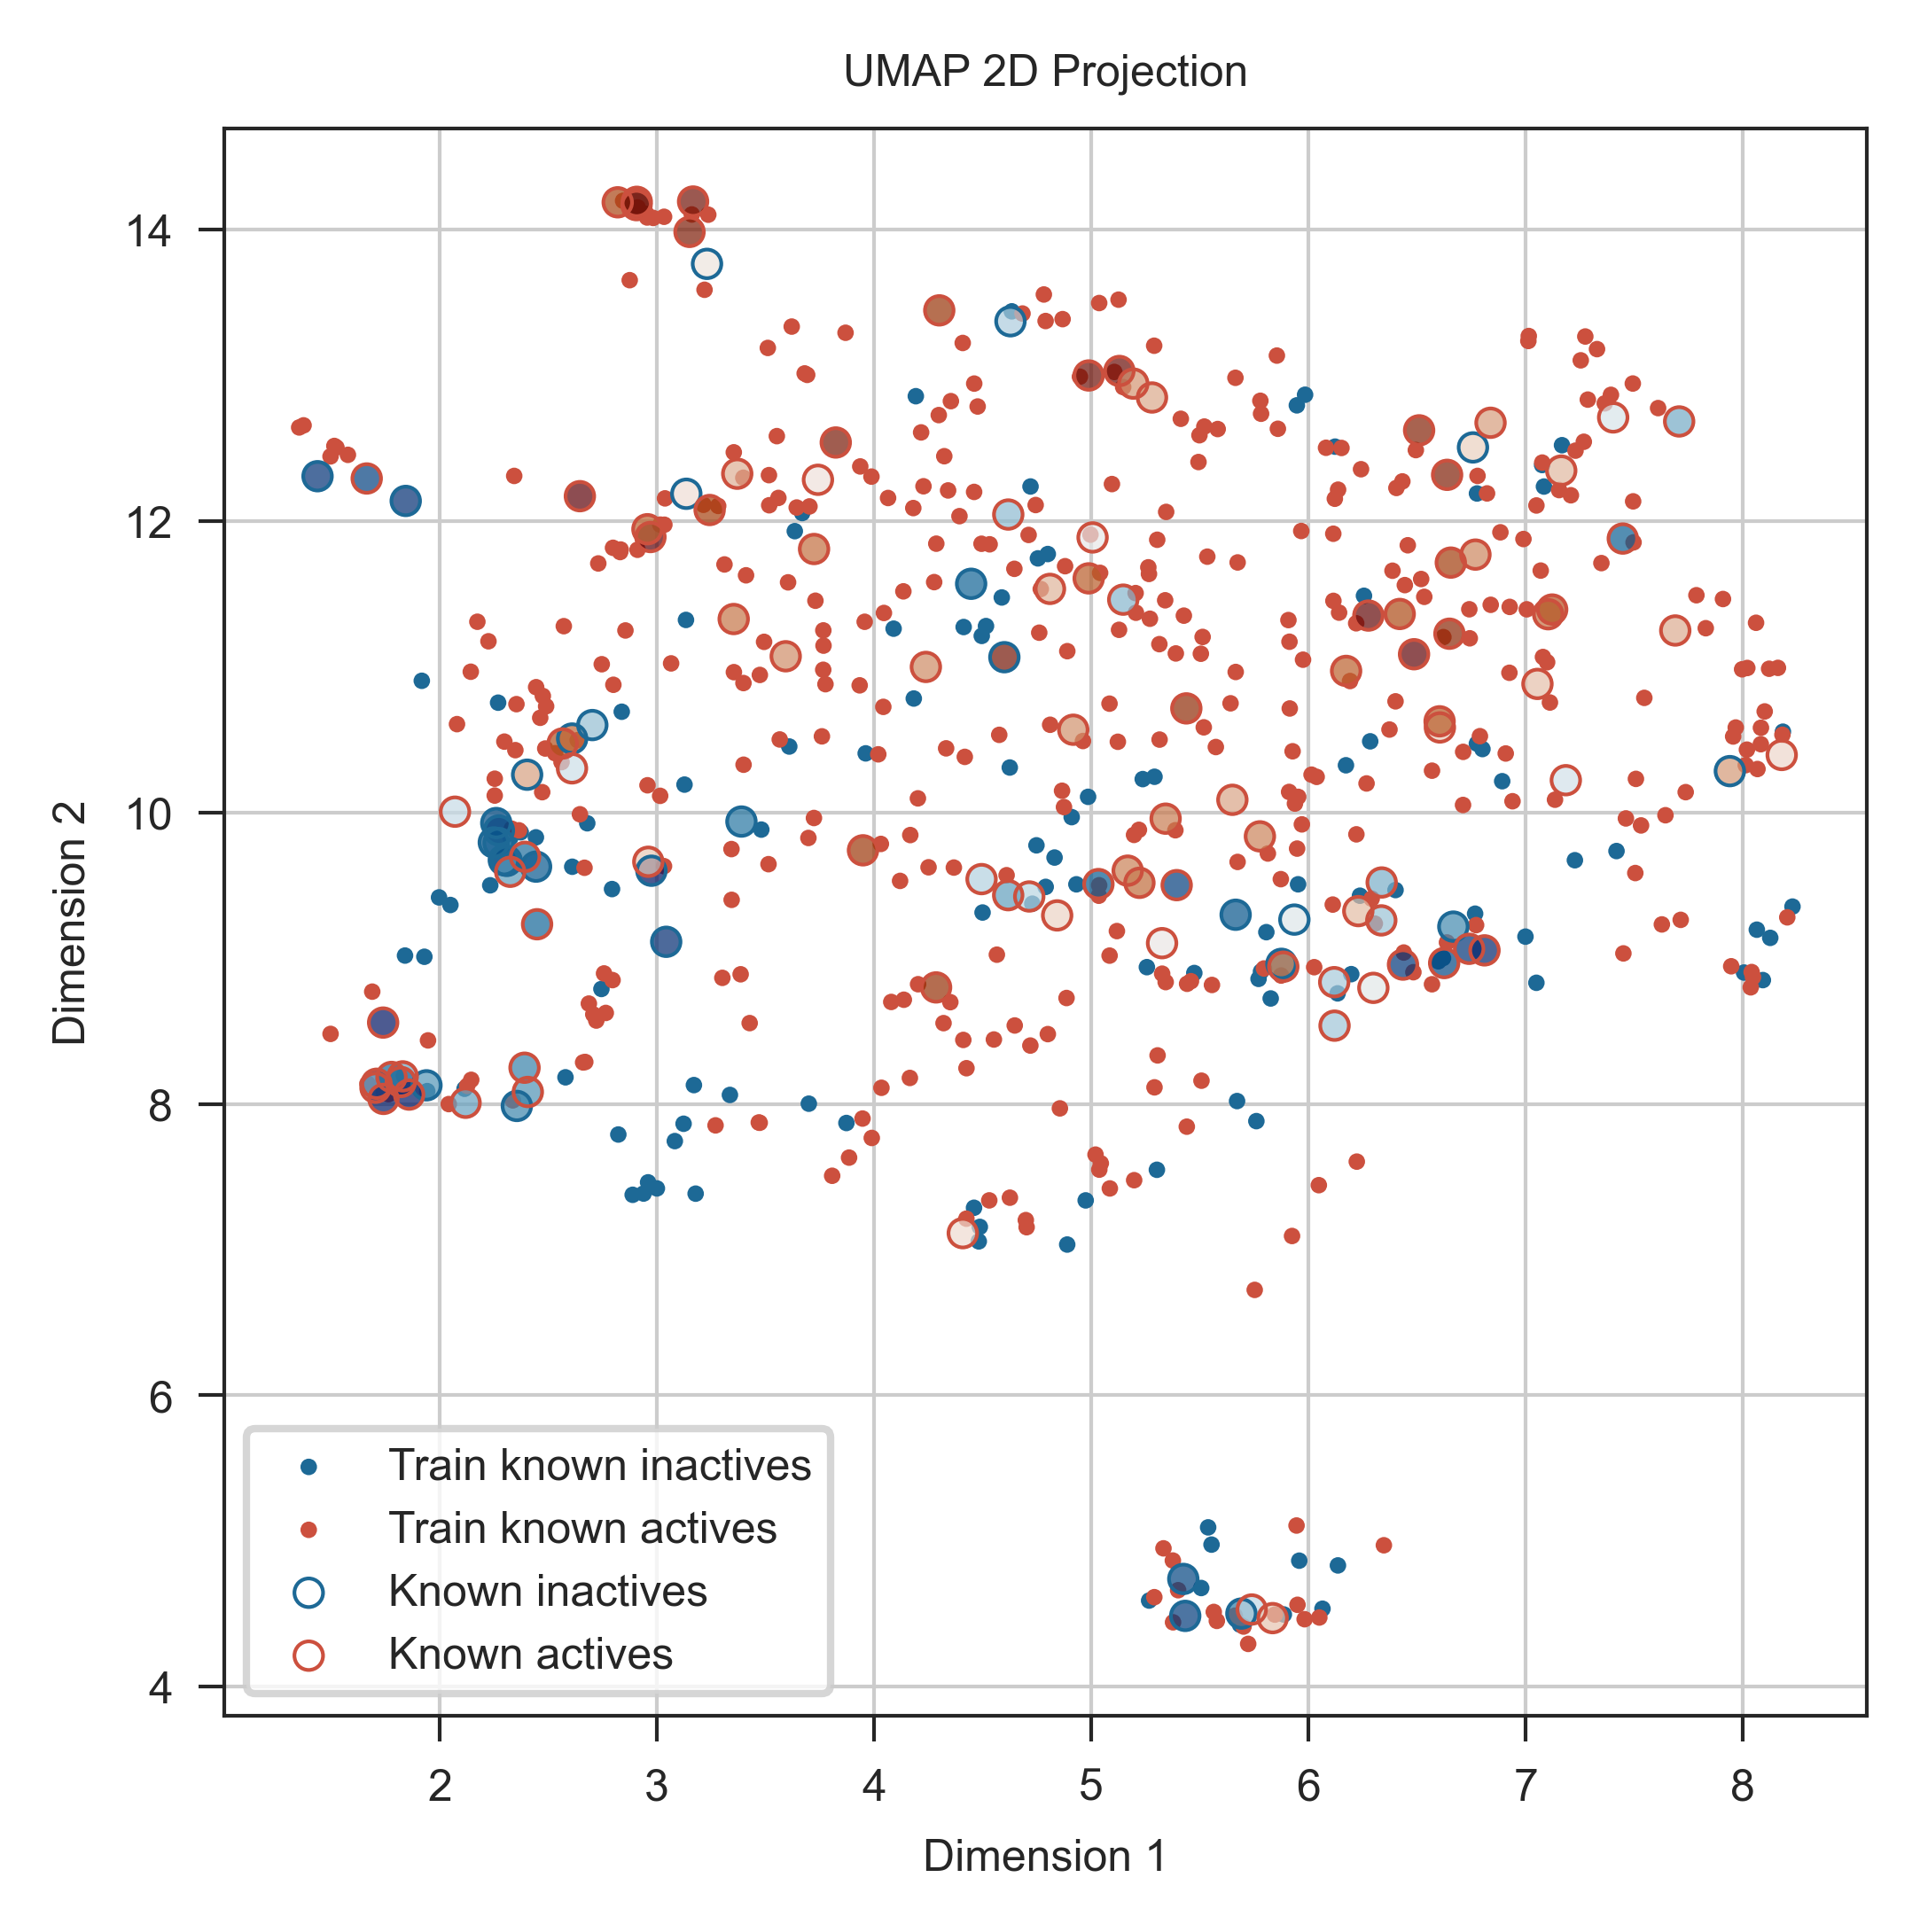 UMAP 2D Projection
14
12
10
8
6
4
Dimension 2
Train known inactives
Train known actives
Known inactives
Known actives
2 3 4 5 6 7 8
Dimension 1